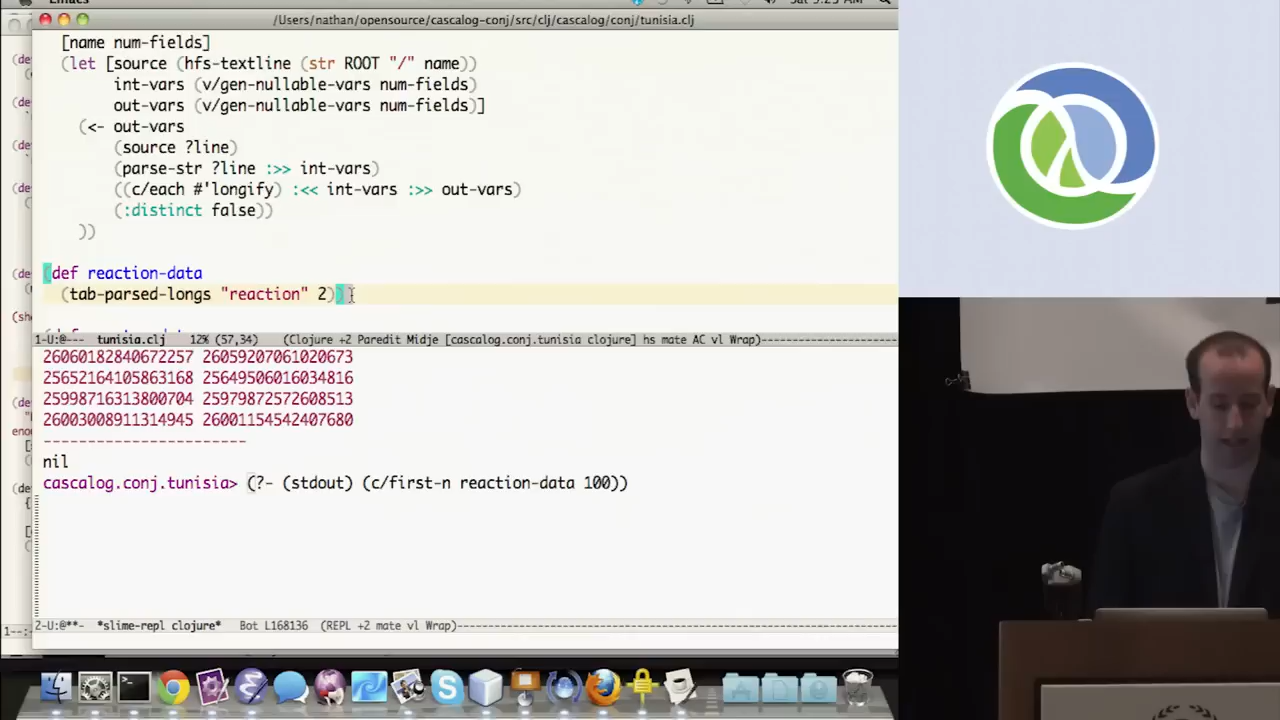 /Users/nathan/opensource/cascalog-conj/src/clj/cascalog/conj/tunisia.clj
[name num-fields]
(let [source (hfs-textline (str ROOT "/" name))
int-vars (v/gen-nullable-vars num-fields)
out-vars (v/gen-nullable-vars num-fields)]
(<- out-vars
(source ?line)
(parse-str ?line :>> int-vars)
((c/each #'longify) :<< int-vars :>> out-vars)
(:distinct false))
))
(def reaction-data
(tab-parsed-longs "reaction" 2))
1-U:@--- tunisia.clj 12% (57,34) (Clojure +2 Paredit Midje [cascalog.conj.tunisia clojure] hs mate AC vl Wrap)
26060182840672257 26059207061020673
25652164105863168 25649506016034816
25998716313800704 25979872572608513
26003008911314945 26001154542407680
-----------------------
nil
cascalog.conj.tunisia> (?- (stdout) (c/first-n reaction-data 100))
2-U:@**- *slime-repl clojure* Bot L168136 (REPL +2 mate vl Wrap)